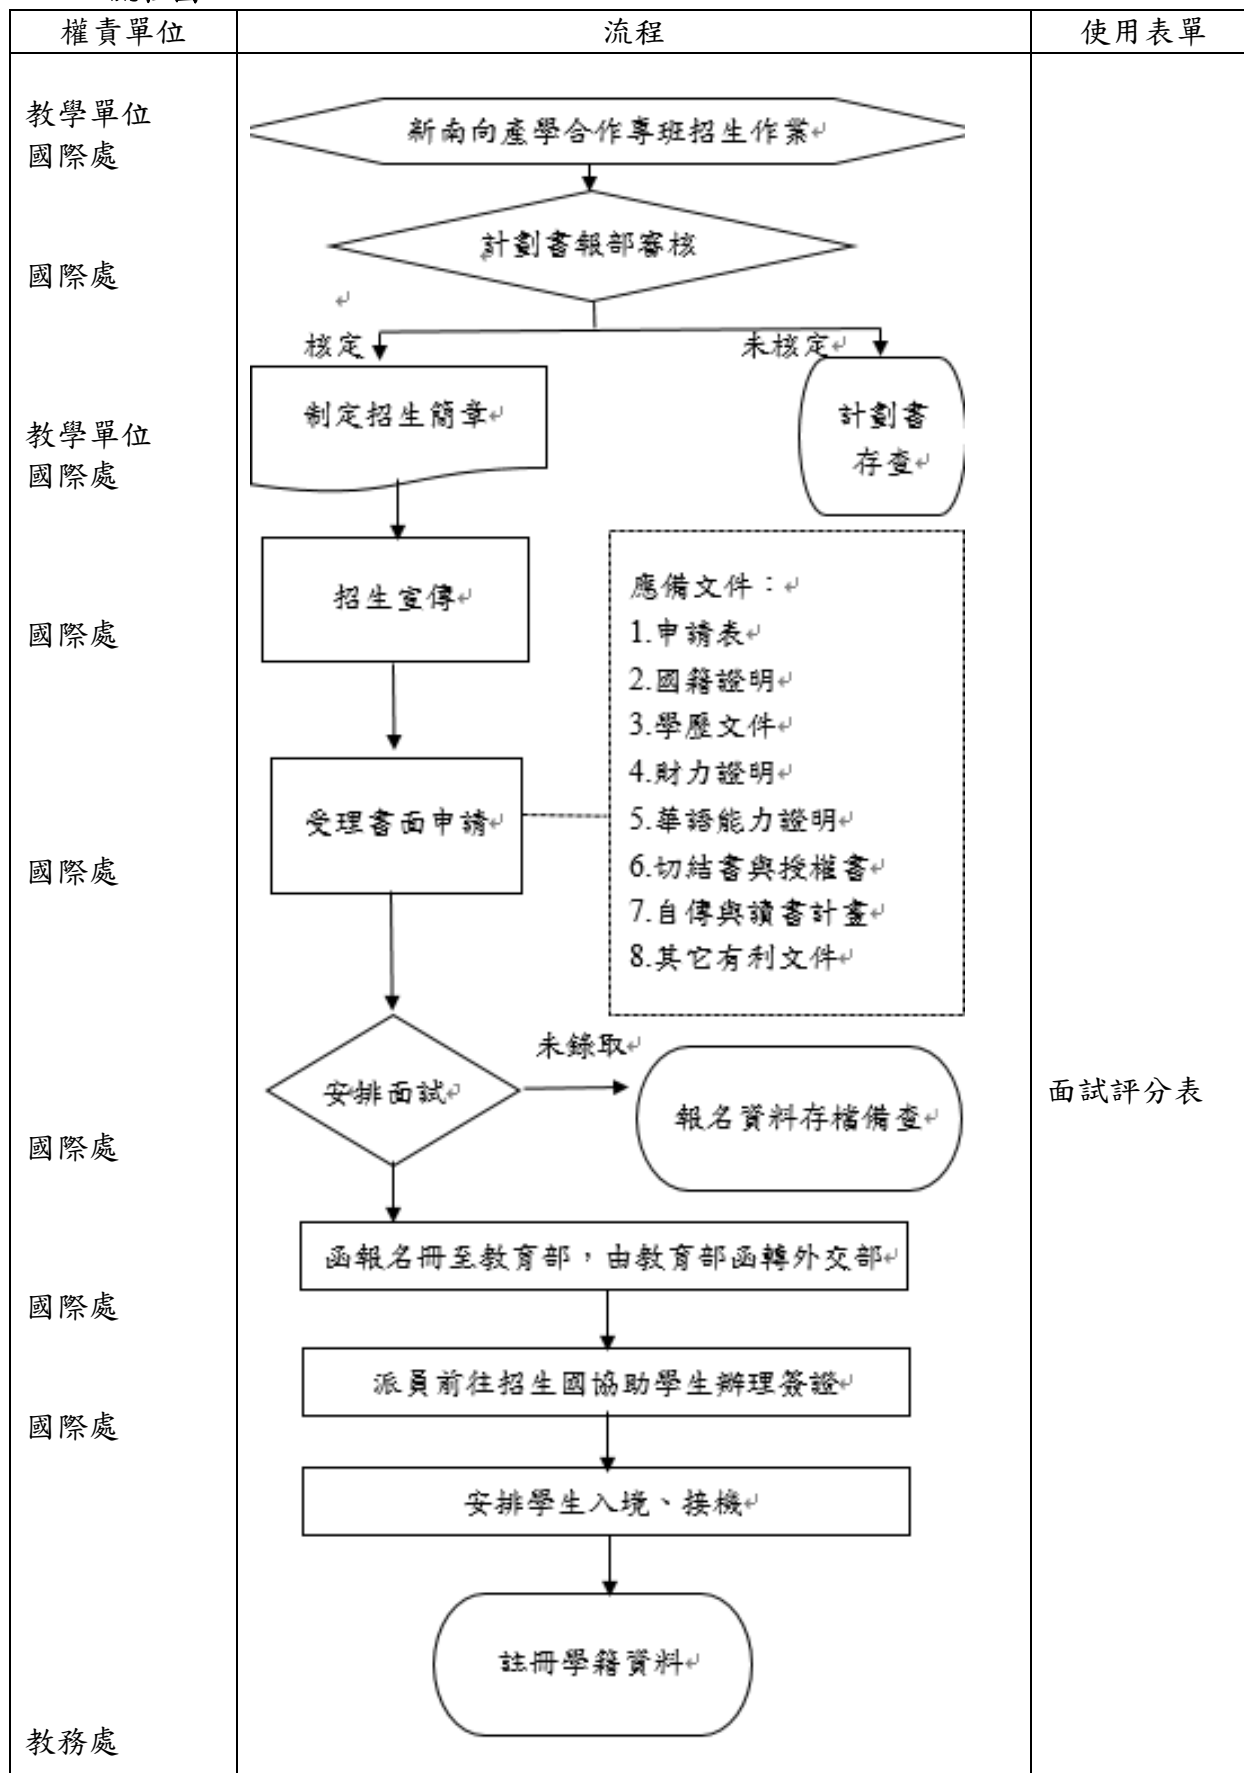 權責單位
流程
使用表單
教學單位
國際處
新南向產學合作專班招生作業
計劃書報部審核
國際處
核定
未核定
制定招生簡章
計劃書
存查
教學單位
國際處
招生宣傳
國際處
應備文件：
1.申請表
2.國籍證明
3.學歷文件
4.財力證明
5.華語能力證明
6.切結書與授權書
7.自傳與讀書計畫
8.其它有利文件
受理書面申請
國際處
安排面試
未錄取
報名資料存檔備查
面試評分表
國際處
函報名冊至教育部，由教育部函轉外交部
國際處
派員前往招生國協助學生辦理簽證
國際處
安排學生入境、接機
註冊學籍資料
教務處